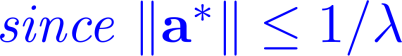 since ‖a*‖ ≤ 1/λ